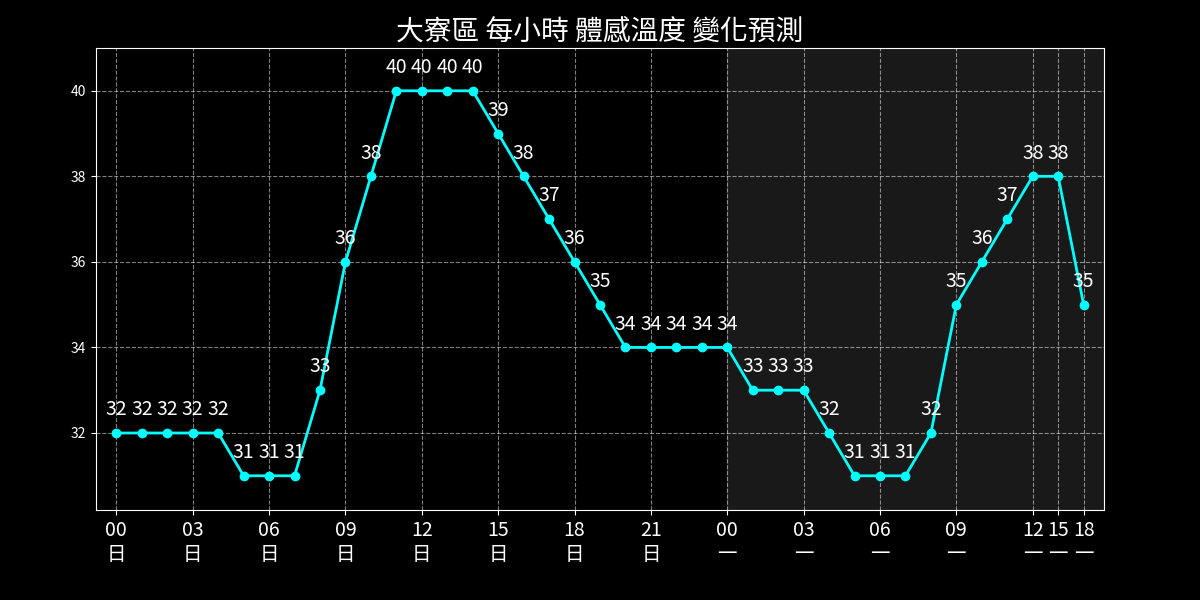 大寮區 每小時 體感溫度 變化預測
40 40 40 40
40
39
38 38 38 38
38
37 37
36 36 36
36
35 35 35
34 34 34 34 34
34
33 33 33 33
32 32 32 32 32 32 32
32
31 31 31 31 31 31
00 03 06 09 12 15 18 21 00 03 06 09 12 15 18
日 日 日 日 日 日 日 日 一 一 一 一 一 一 一